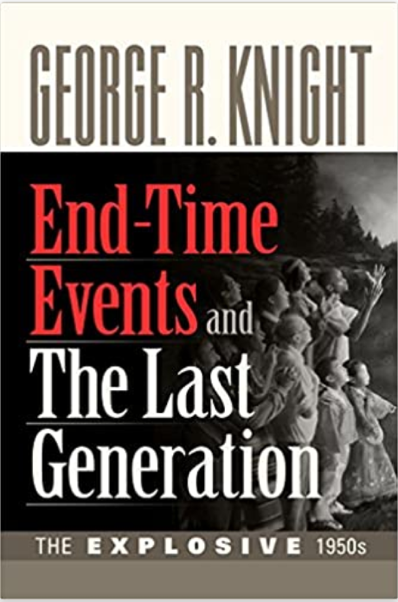 GEORGE R. KNIGHT
End-Time
Events and
The Last
Generation
THE EXPLOSIVE 1950s